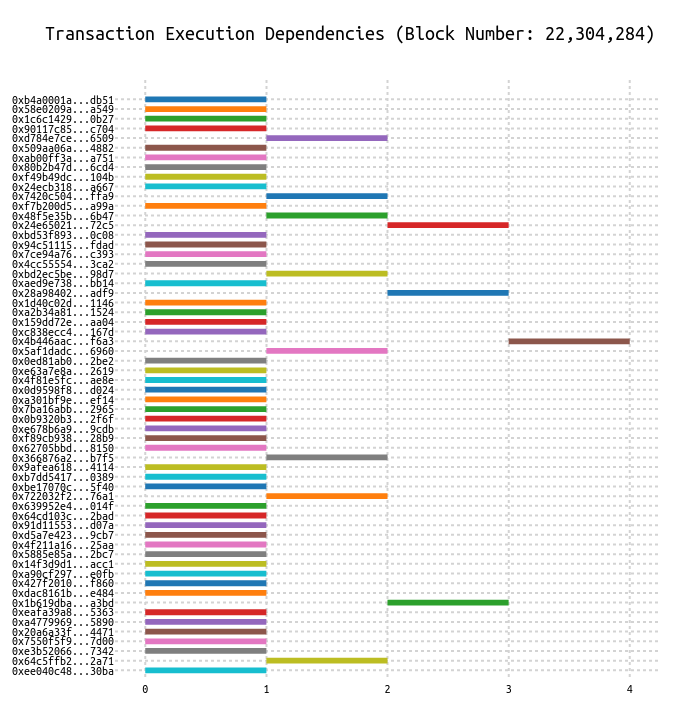 Transaction Execution Dependencies (Block Number: 22,304,284)
0xb4a0001a...db51
0x58e0209a...a549
0x1c6c1429...0b27
0x90117c85...c704
0xd784e7ce...6509
0x509aa06a...4882
0xab00ff3a...a751
0x80b2b47d...6cd4
0xf49b49dc...104b
0x24ecb318...a667
0x7420c504...ffa9
0xf7b200d5...a99a
0x48f5e35b...6b47
0x24e65021...72c5
0xbd53f893...0c08
0x94c51115...fdad
0x7ce94a76...c393
0x4cc55554...3ca2
0xbd2ec5be...98d7
0xaed9e738...bb14
0x28a98402...adf9
0x1d40c02d...1146
0xa2b34a81...1524
0x159dd72e...aa04
0xc838ecc4...167d
0x4b446aac...f6a3
0x5af1dadc...6960
0x0ed81ab0...2be2
0xe63a7e8a...2619
0x4f81e5fc...ae8e
0x0d9598f8...d024
0xa301bf9e...ef14
0x7ba16abb...2965
0x0b9320b3...2f6f
0xe678b6a9...9cdb
0xf89cb938...28b9
0x62705bbd...8150
0x366876a2...b7f5
0x9afea618...4114
0xb7dd5417...0389
0xbe17070c...5f40
0x722032f2...76a1
0x639952e4...014f
0x64cd103c...2bad
0x91d11553...d07a
0xd5a7e423...9cb7
0x4f211a16...25aa
0x5885e85a...2bc7
0x14f3d9d1...acc1
0xa90cf297...e0fb
0x427f2010...f860
0xdac8161b...e484
0x1b619dba...a3bd
0xeafa39a8...5363
0xa4779969...5890
0x20a6a33f...4471
0x7550f5f9...7d00
0xe3b52066...7342
0x64c5ffb2...2a71
0xee040c48...30ba
0 1 2 3 4